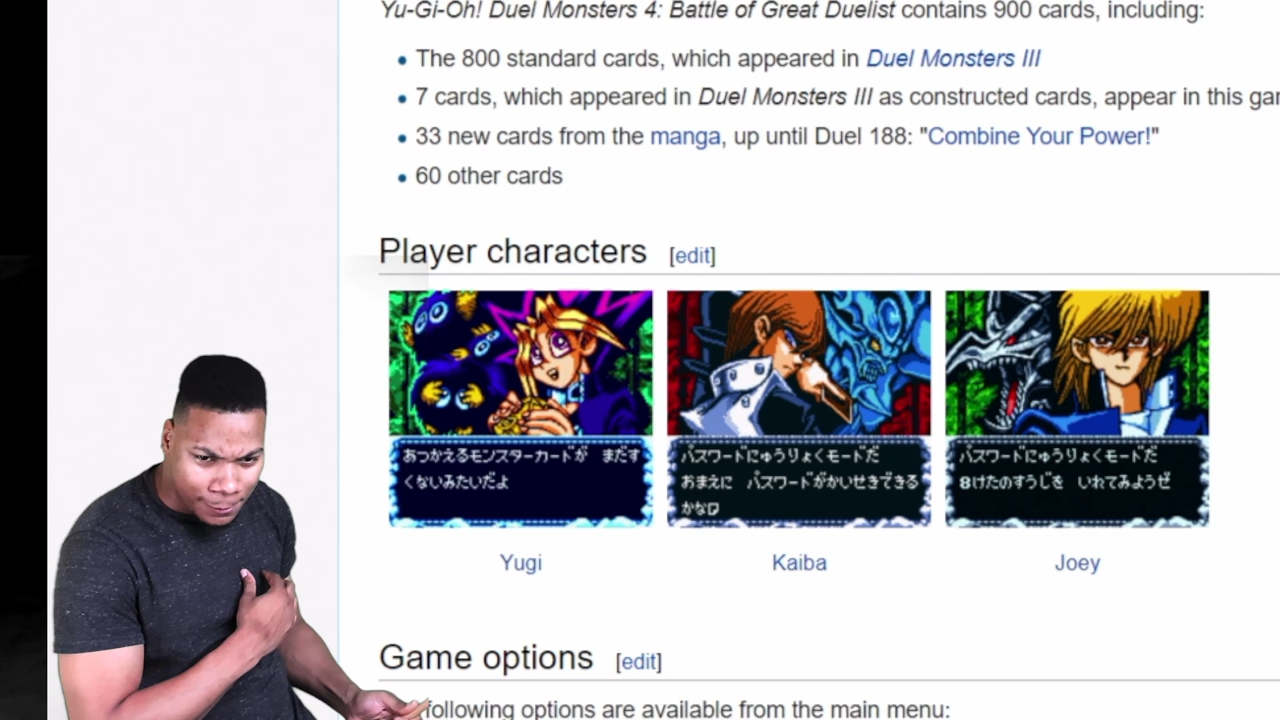 Yu-Gi-Oh! Duel Monsters 4: Battle of Great Duelist contains 900 cards, including:
The 800 standard cards, which appeared in Duel Monsters III
7 cards, which appeared in Duel Monsters III as constructed cards, appear in this gar
33 new cards from the manga, up until Duel 188: "Combine Your Power!"
60 other cards
Player characters [edit]
あつかえるモンスターカードが まだす
くないみたいだよ
パスワードにゅうりょくモードだ
おまえに パスワードがかいせきできる
かな
パスワードにゅうりょくモードだ
8けたのすうじを いれてみようぜ
Yugi
Kaiba
Joey
Game options [edit]
following options are available from the main menu: